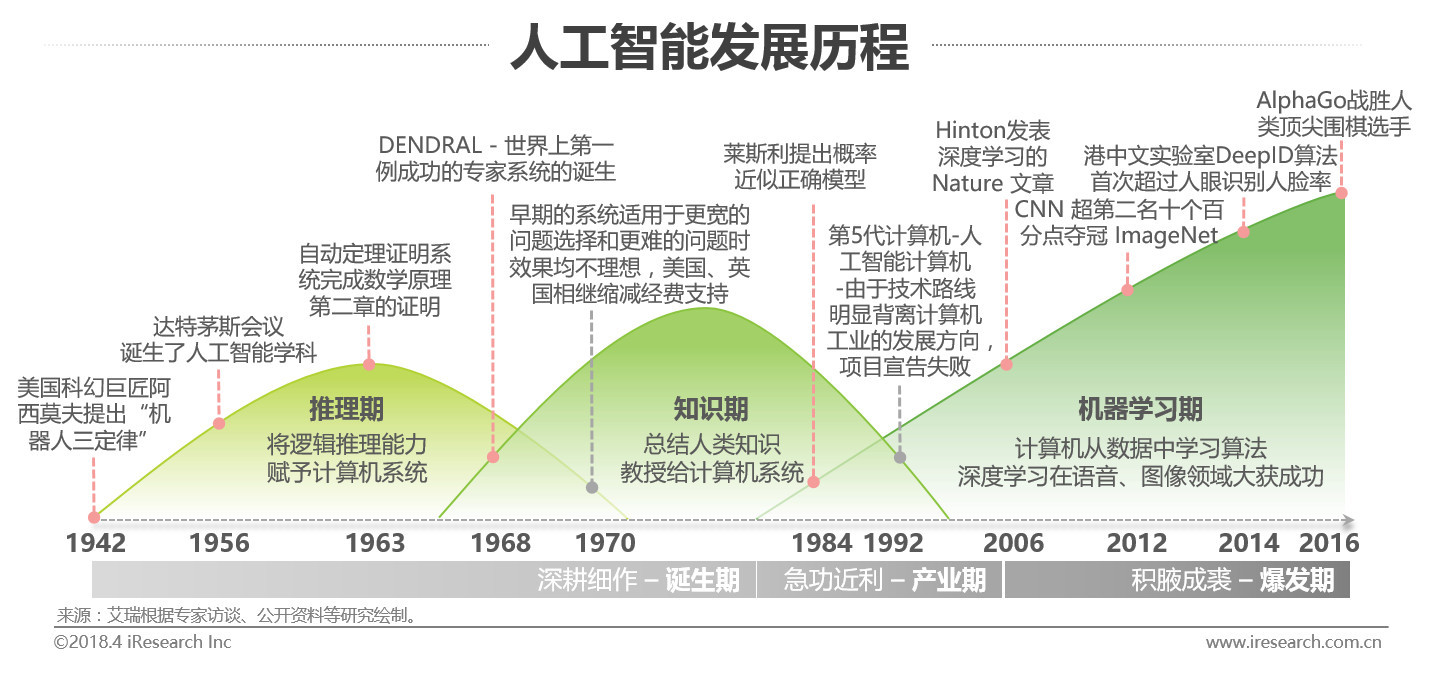 人工智能发展历程
AlphaGo战胜人
类顶尖围棋选手
Hinton发表
深度学习的
Nature 文章
DENDRAL - 世界上第一
例成功的专家系统的诞生
莱斯利提出概率
近似正确模型
港中文实验室DeepID算法
首次超过人眼识别人脸率
早期的系统适用于更宽的
问题选择和更难的问题时
效果均不理想，美国、英
国相继缩减经费支持
CNN 超第二名十个百
分点夺冠 ImageNet
第5代计算机-人
工智能计算机
-由于技术路线
明显背离计算机
工业的发展方向，
项目宣告失败
自动定理证明系
统完成数学原理
第二章的证明
达特茅斯会议
诞生了人工智能学科
美国科幻巨匠阿
西莫夫提出“机
器人三定律”
推理期
将逻辑推理能力
赋予计算机系统
知识期
总结人类知识
教授给计算机系统
机器学习期
计算机从数据中学习算法
深度学习在语音、图像领域大获成功
1942 1956 1963 1968 1970 1984 1992 2006 2012 2014 2016
深耕细作 – 诞生期 急功近利 – 产业期 积腋成裘 – 爆发期
来源：艾瑞根据专家访谈、公开资料等研究绘制。
©2018.4 iResearch Inc www.iresearch.com.cn